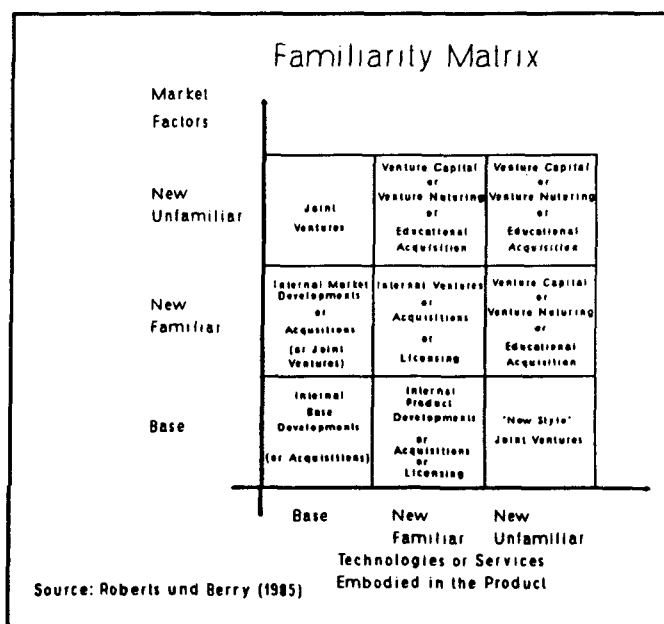 Familiarity Matrix
Market
Factors
New
Unfamiliar
Joint
Ventures
Venture Capital
or
Venture Nuturing
or
Educational
Acquisition
Venture Capital
or
Venture Nuturing
or
Educational
Acquisition
New
Familiar
Internal Market
Developments
or
Acqusitions
(or Joint
Ventures)
Internal Ventures
or
Acquisitions
or
Licensing
Venture Capital
or
Venture Nuturing
or
Educational
Acquisition
Base
Internal
Base
Developments
(or Acquisitions)
Internal
Product
Developments
or
Acquisitions
or
Licensing
"New Style"
Joint Ventures
Base
New
Familiar
New
Unfamiliar
Technologies or Services
Embodied in the Product
Source: Roberts und Berry (1985)